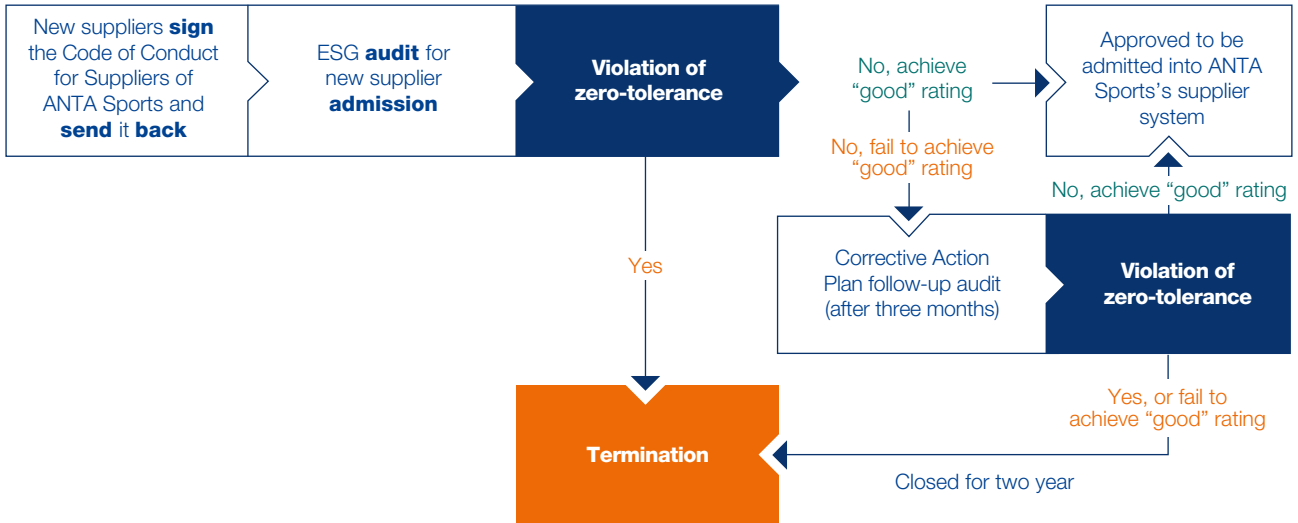 New suppliers sign
the Code of Conduct
for Suppliers of
ANTA Sports and
send it back
ESG audit for
new supplier
admission
Violation of
zero-tolerance
No, achieve
“good” rating
Approved to be
admitted into ANTA
Sports’s supplier
system
No, fail to achieve
“good” rating
No, achieve “good” rating
Yes
Corrective Action
Plan follow-up audit
(after three months)
Violation of
zero-tolerance
Yes, or fail to
achieve “good” rating
Termination
Closed for two year